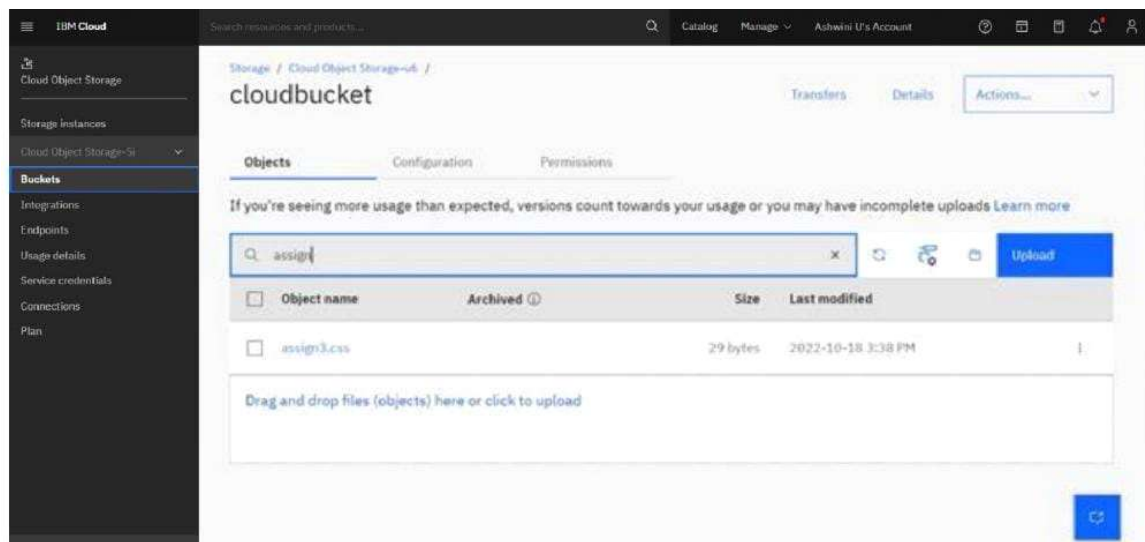 IBM Cloud
Search resources and products...
Catalog
Manage
Ashwini U's Account
Cloud Object Storage
Storage instances
Cloud Object Storage-5i
Buckets
Integrations
Endpoints
Usage details
Service credentials
Connections
Plan
Storage / Cloud Object Storage- /
cloudbucket
Transfers
Details
Actions...
Objects
Configuration
Permissions
If you're seeing more usage than expected, versions count towards your usage or you may have incomplete uploads Learn more
assign
Upload
Object name
Archived
Size
Last modified
assign3.css
29 bytes
2022-10-18 3:38 PM
Drag and drop files (objects) here or click to upload